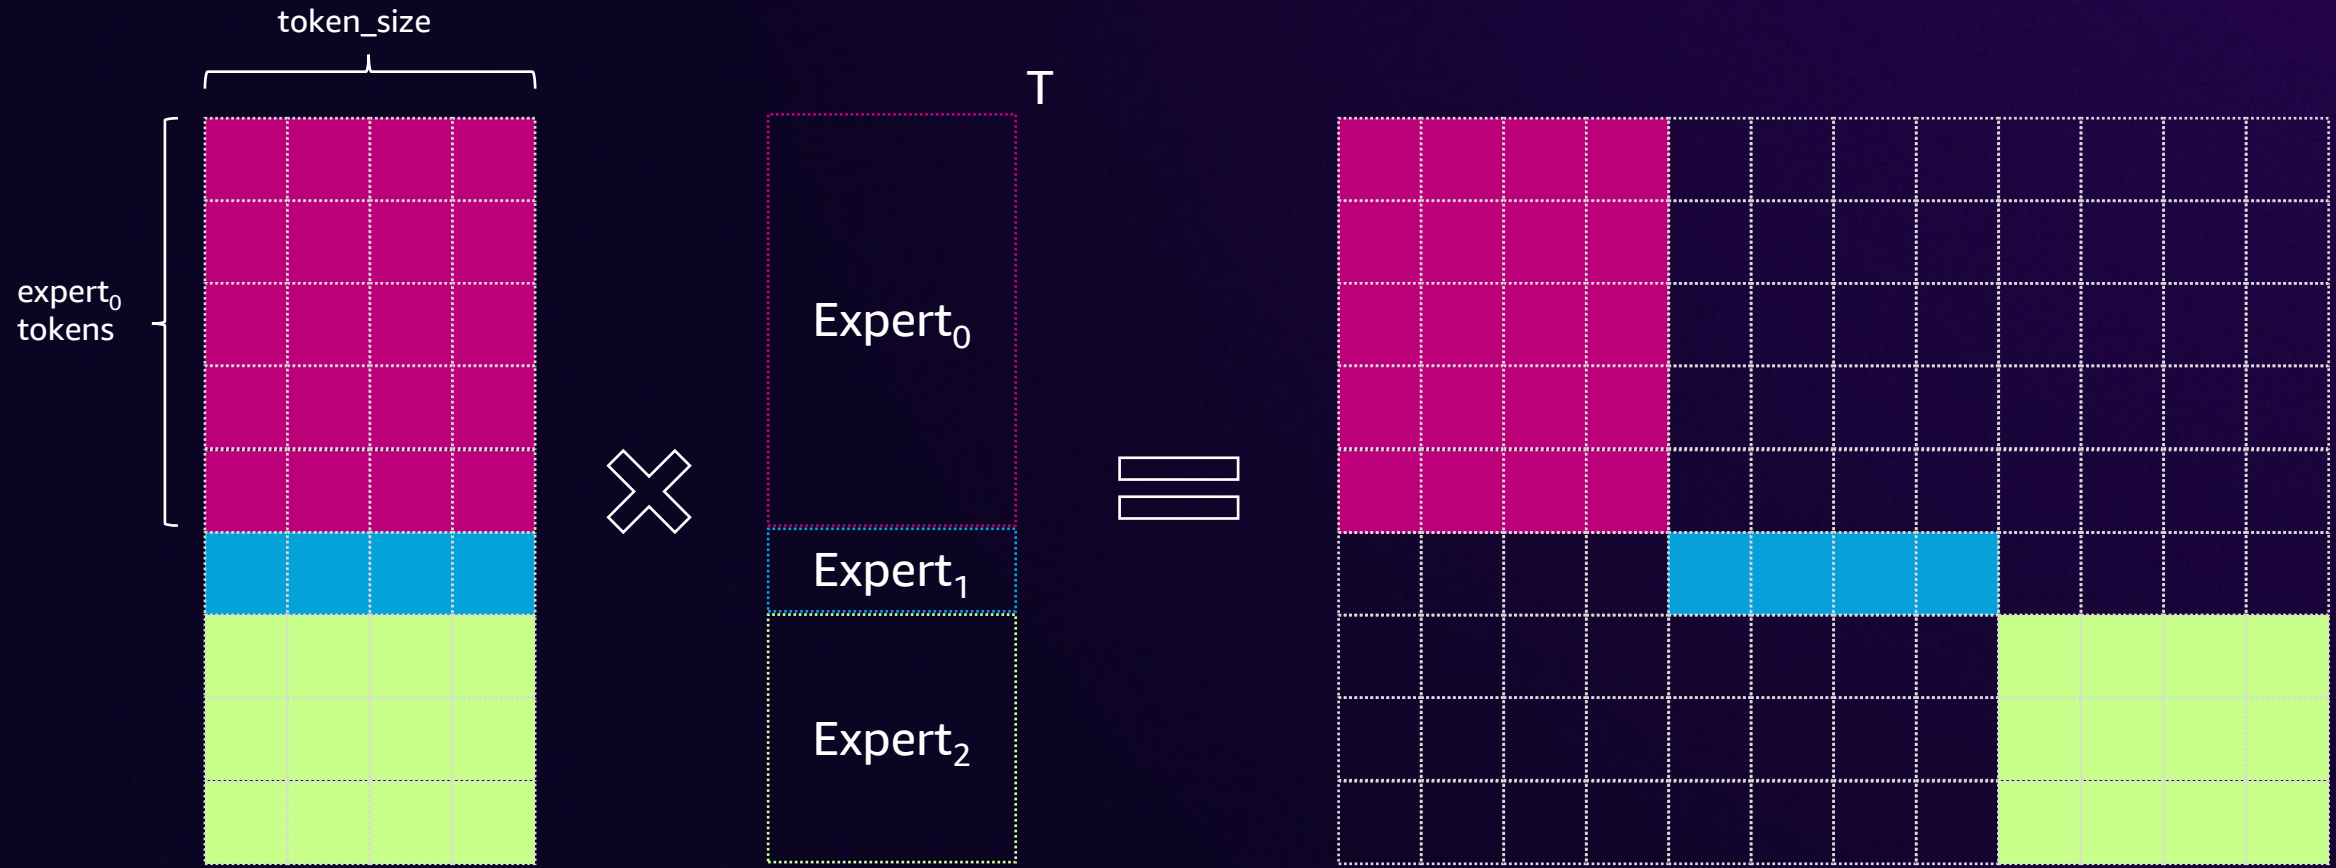 token_size
T
expert₀
tokens
Expert₀
Expert₁
Expert₂